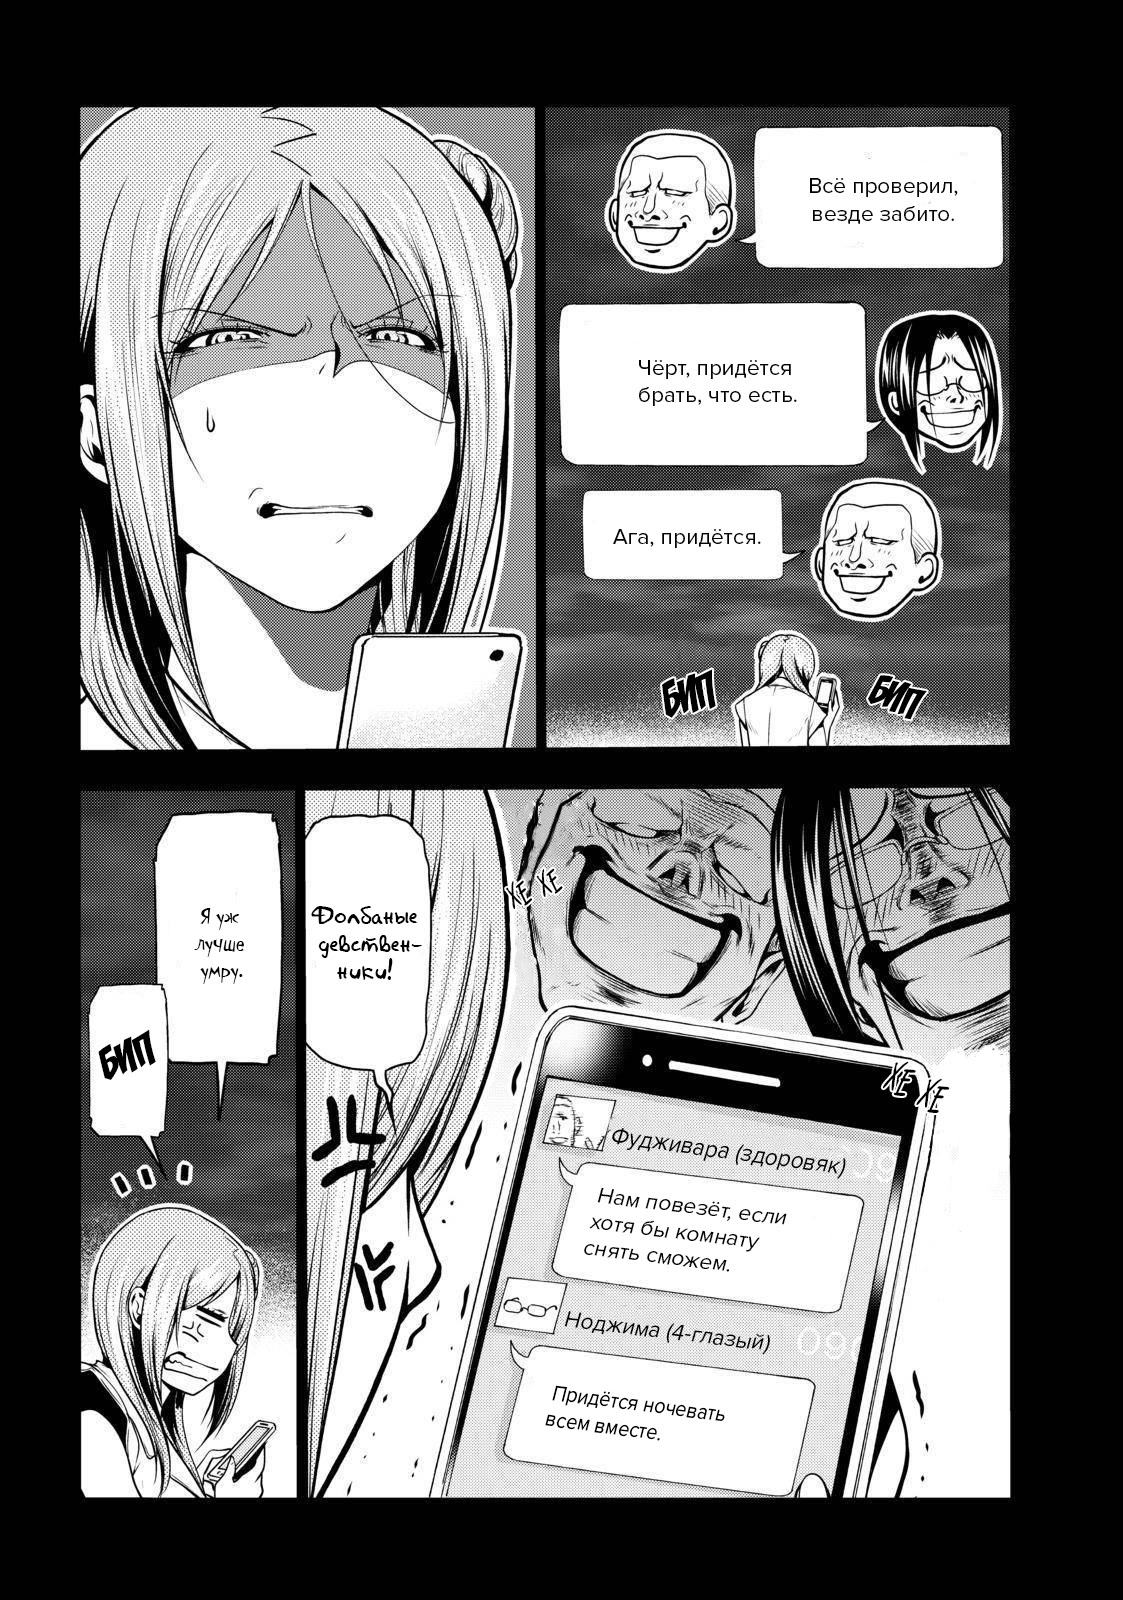 Всё проверил,
везде забито.
Чёрт, придётся
брать, что есть.
Ага, придётся.
БИП
БИП
ХЕ ХЕ
ХЕ ХЕ
Фудживара (здоровяк)
09
Нам повезёт, если
хотя бы комнату
снять сможем.
Ноджима (4-глазый)
090
Придётся ночевать
всем вместе.
Долбаные
девствен-
ники!
Я уж
лучше
умру.
БИП